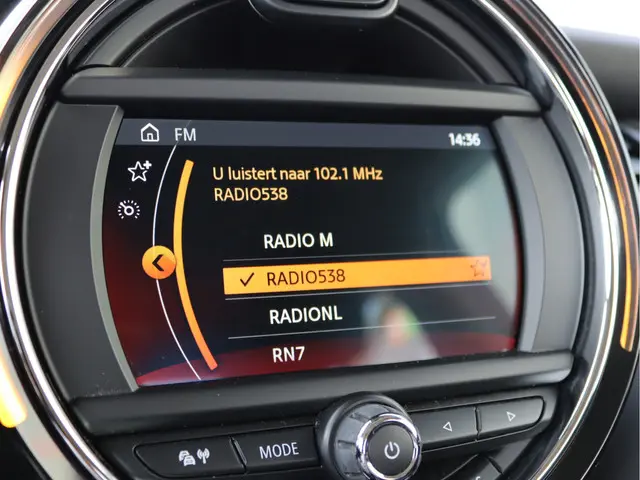 FM
14:36
U luistert naar 102.1 MHz
RADIO538
RADIO M
RADIO538
RADIONL
RN7
MODE